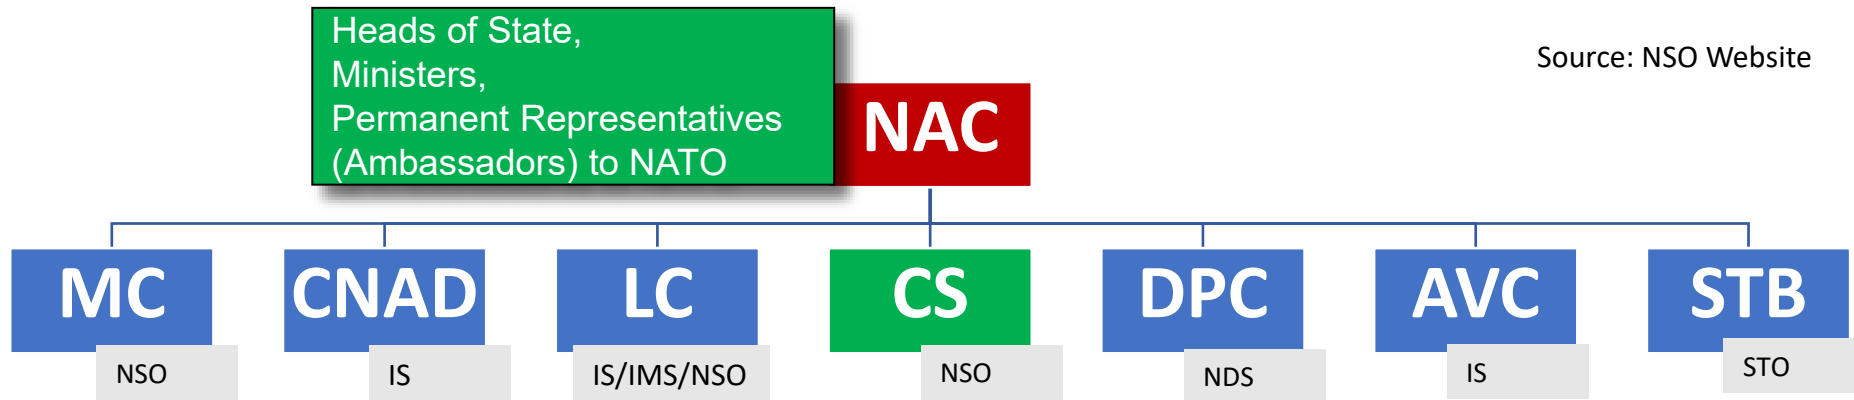 Heads of State,
Ministers,
Permanent Representatives
(Ambassadors) to NATO
NAC
Source: NSO Website
MC
CNAD
LC
CS
DPC
AVC
STB
NSO
IS
IS/IMS/NSO
NSO
NDS
IS
STO